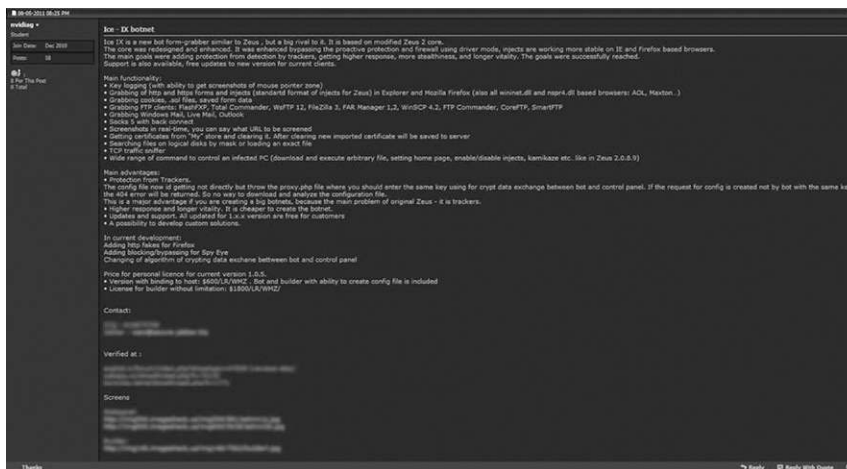 08-05-2011 08:25 PM
nvidiag
Student
Join Date: Dec 2010
Posts: 18
0 For This Post
0 Total
Ice - IX botnet
Ice IX is a new bot form-grabber similar to Zeus , but a big rival to it. It is based on modified Zeus 2 core.
The core was redesigned and enhanced. It was enhanced bypassing the proactive protection and firewall using driver mode, injects are working more stable on IE and Firefox based browsers.
The main goals were adding protection from detection by trackers, getting higher response, more stealthness, and longer vitality. The goals were successfully reached.
Support is also available, free updates to new version for current clients.
Main functionality:
• Key logging (with ability to get screenshots of mouse pointer zone)
• Grabbing of http and https forms and injects (standartd format of injects for Zeus) in Explorer and Mozilla Firefox (also all wininet.dll and nspr4.dll based browsers: AOL, Maxton..)
• Grabbing cookies, .sol files, saved form data
• Grabbing FTP clients: FlashFXP, Total Commander, WsFTP 12, FileZilla 3, FAR Manager 1,2, WinSCP 4.2, FTP Commander, CoreFTP, SmartFTP
• Grabbing Windows Mail, Live Mail, Outlook
• Socks 5 with back connect
• Screenshots in real-time, you can say what URL to be screened
• Getting certificates from "My" store and clearing it. After clearing new imported certificate will be saved to server
• Searching files on logical disks by mask or loading an exact file
• TCP traffic sniffer
• Wide range of command to control an infected PC (download and execute arbitrary file, setting home page, enable/disable injects, kamikaze etc. like in Zeus 2.0.8.9)
Main advantages:
• Protection from Trackers.
The config file now id getting not directly but throw the proxy.php file where you should enter the same key using for crypt data exchange between bot and control panel. If the request for config is created not by bot with the same ke
the 404 error will be returned. So no way to download and analyze the configuration file.
This is a major advantage if you are creating a big botnets, because the main problem of original Zeus - it is trackers.
• Higher response and longer vitality. It is cheaper to create the botnet.
• Updates and support. All updated for 1.x.x version are free for customers
• A possibility to develop custom solutions.
In current development:
Adding http fakes for Firefox
Adding blocking/bypassing for Spy Eye
Changing of algorithm of crypting data exchane bettween bot and control panel
Price for personal licence for current version 1.0.5.
• Version with binding to host: $600/LR/WMZ . Bot and builder with ability to create config file is included
• License for builder without limitation: $1800/LR/WMZ/
Contact:
Verified at :
Screens
Thanks
Reply
Reply With Quote